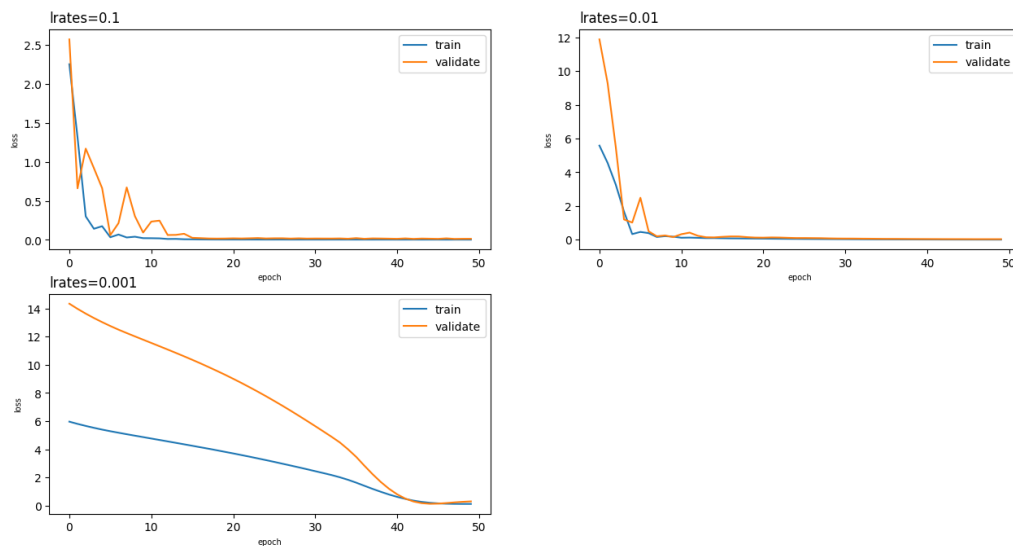 lrates=0.1
2.5
2.0
1.5
1.0
0.5
0.0
loss
train
validate
0 10 20 30 40 50
epoch
lrates=0.01
12
10
8
6
4
2
0
loss
train
validate
0 10 20 30 40 50
epoch
lrates=0.001
14
12
10
8
6
4
2
0
loss
train
validate
0 10 20 30 40 50
epoch